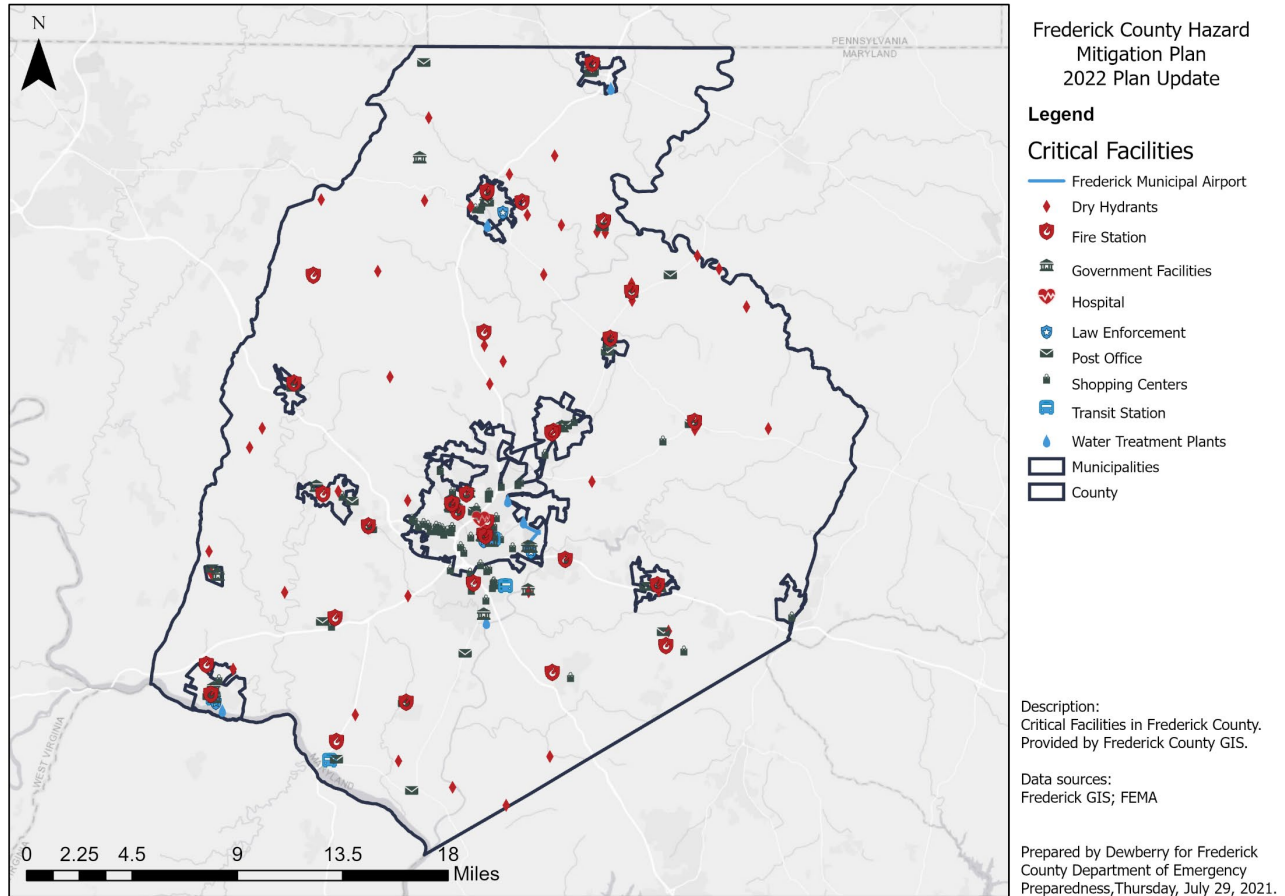 N
PENNSYLVANIA
MARYLAND
WEST VIRGINIA
MARYLAND
0 2.25 4.5 9 13.5 18
Miles
Frederick County Hazard
Mitigation Plan
2022 Plan Update
Legend
Critical Facilities
Frederick Municipal Airport
Dry Hydrants
Fire Station
Government Facilities
Hospital
Law Enforcement
Post Office
Shopping Centers
Transit Station
Water Treatment Plants
Municipalities
County
Description:
Critical Facilities in Frederick County.
Provided by Frederick County GIS.
Data sources:
Frederick GIS; FEMA
Prepared by Dewberry for Frederick
County Department of Emergency
Preparedness,Thursday, July 29, 2021.